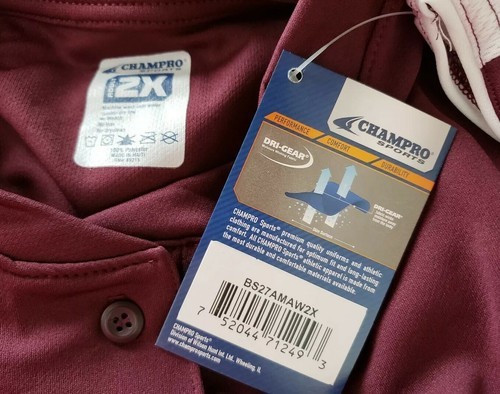 CHAMPRO
SPORTS
2X
100% Polyester
MADE IN HAITI
CHAMPRO
SPORTS
PERFORMANCE
COMFORT
DURABILITY
DRI-GEAR®
DRI-GEAR®
CHAMPRO Sports® premium quality uniforms and athletic
clothing are manufactured for optimum fit and long-lasting
comfort. All CHAMPRO Sports® athletic apparel is made from
the most durable and comfortable materials available.
BS27AMAW2X
7 52044 71249 3
CHAMPRO Sports®
Division of Wilson Hunt Int. Ltd. Wheeling, IL
champrosports.com